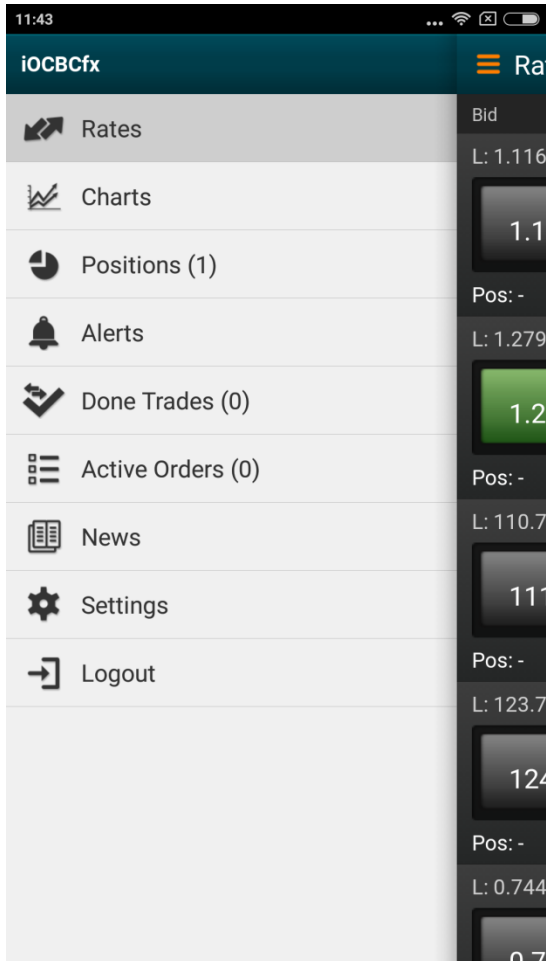 11:43
iOCBCfx
Rates
Charts
Positions (1)
Alerts
Done Trades (0)
Active Orders (0)
News
Settings
Logout
Bid
L: 1.116
1.1
Pos: -
L: 1.279
1.2
Pos: -
L: 110.7
111
Pos: -
L: 123.7
124
Pos: -
L: 0.744
0.7